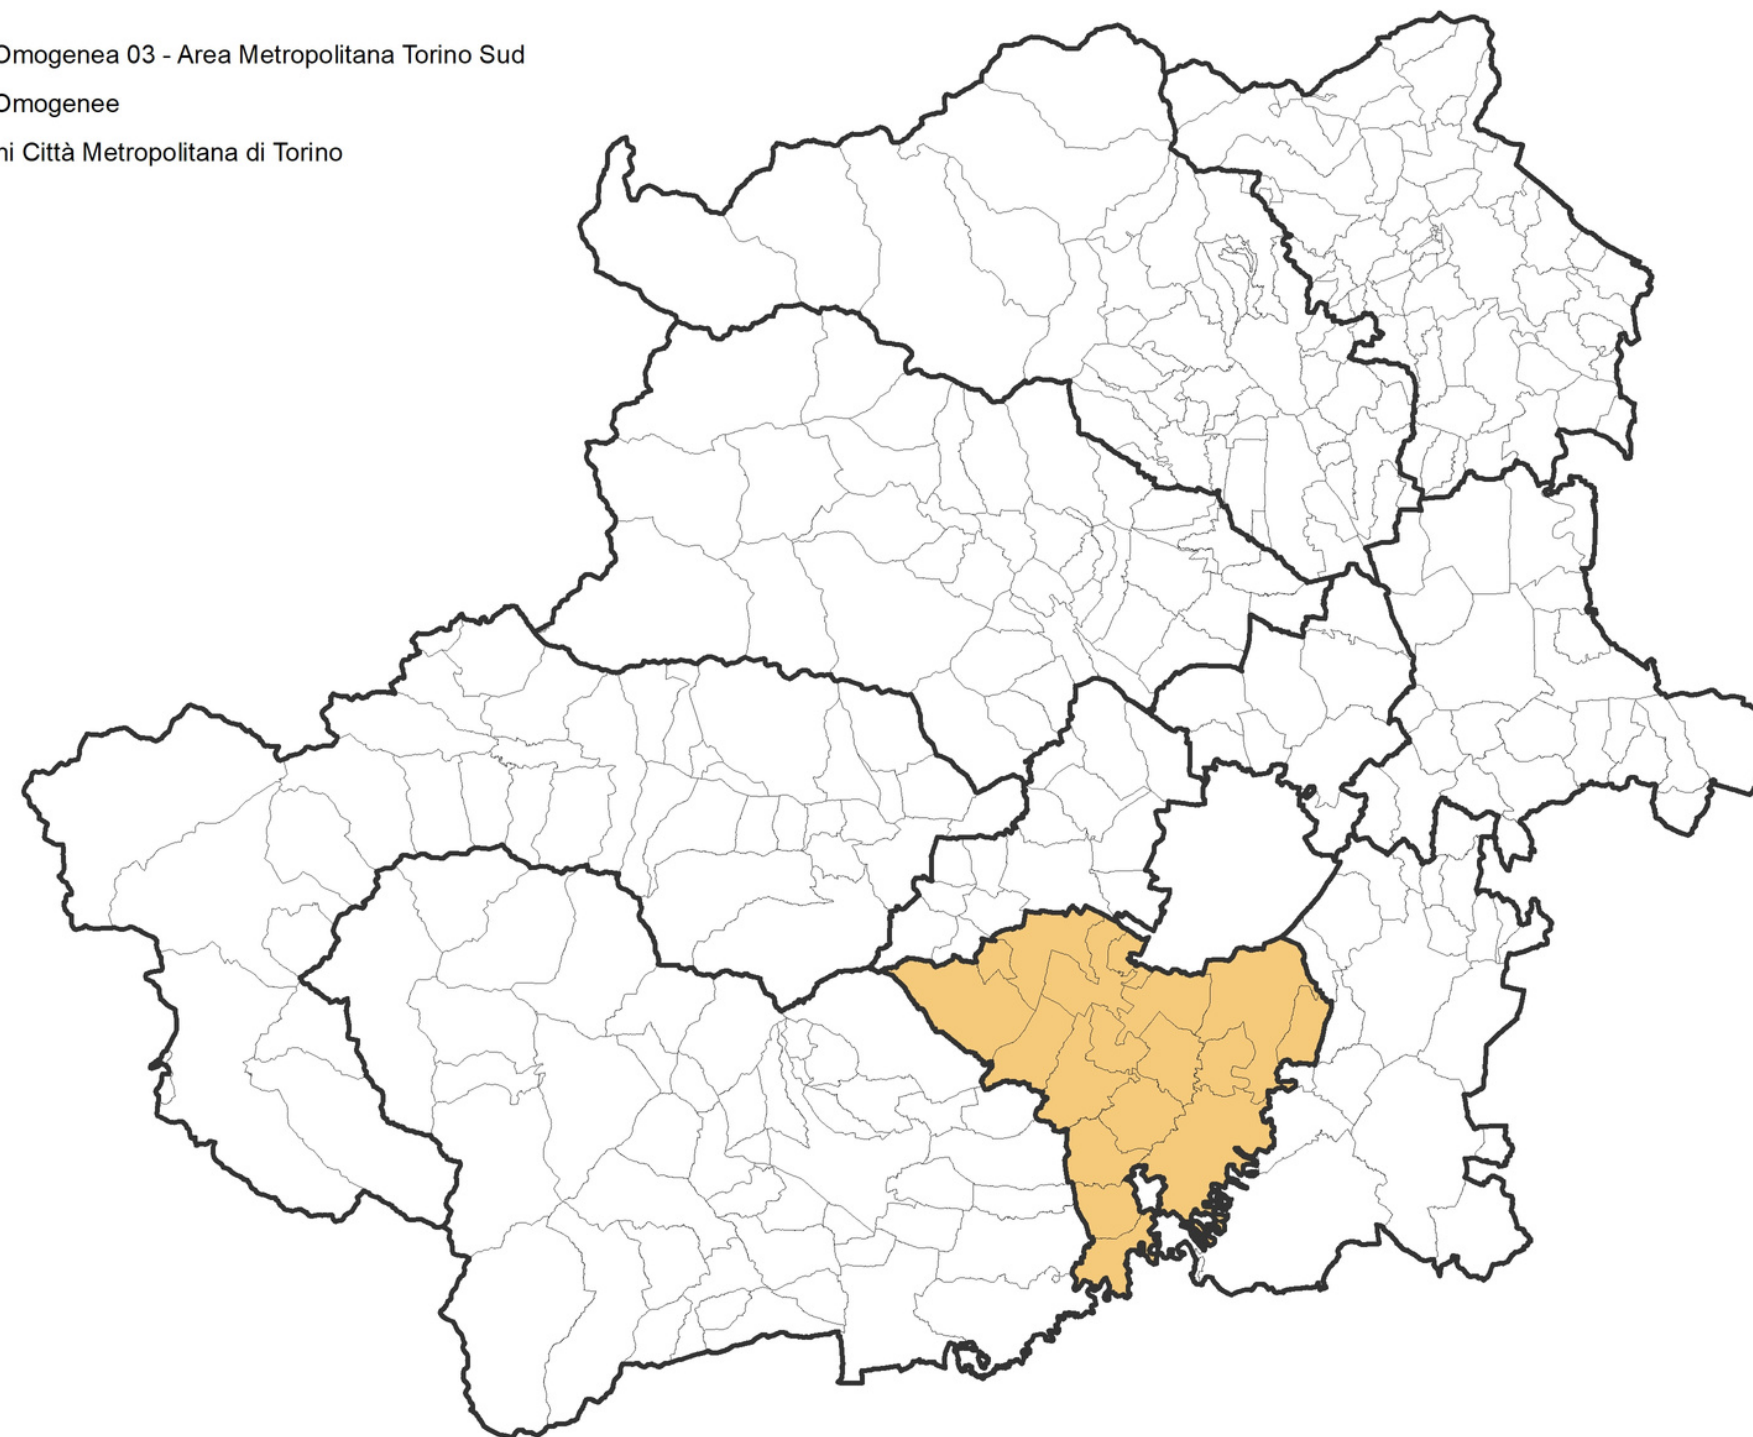 Omogenea 03 - Area Metropolitana Torino Sud
Omogenee
ni Città Metropolitana di Torino